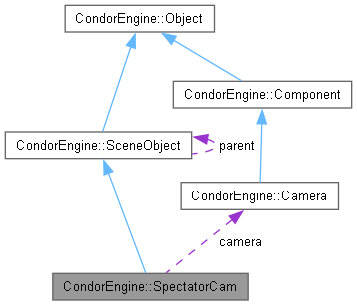 CondorEngine::Object
CondorEngine::Component
CondorEngine::SceneObject
parent
CondorEngine::Camera
camera
CondorEngine::SpectatorCam